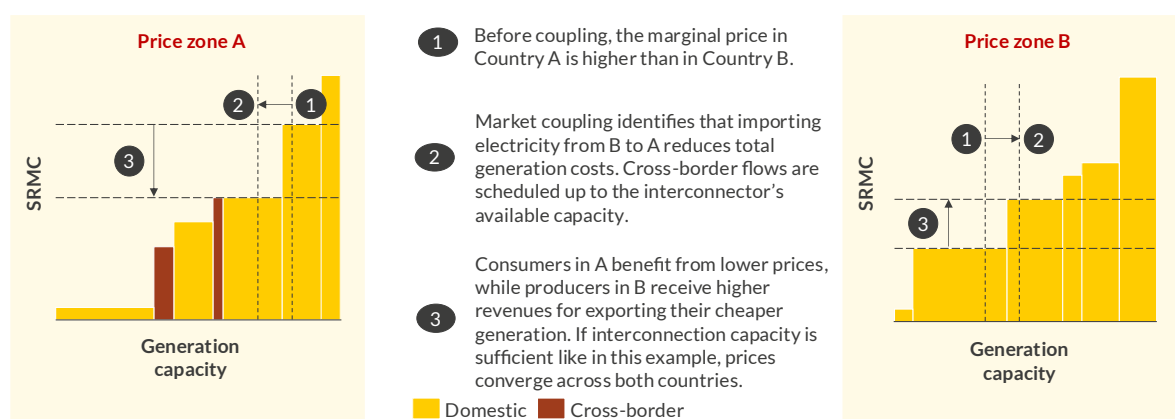 Price zone A
SRMC
2
1
3
Generation
capacity
1
Before coupling, the marginal price in
Country A is higher than in Country B.
2
Market coupling identifies that importing
electricity from B to A reduces total
generation costs. Cross-border flows are
scheduled up to the interconnector’s
available capacity.
3
Consumers in A benefit from lower prices,
while producers in B receive higher
revenues for exporting their cheaper
generation. If interconnection capacity is
sufficient like in this example, prices
converge across both countries.
Domestic
Cross-border
Price zone B
SRMC
1
2
3
Generation
capacity